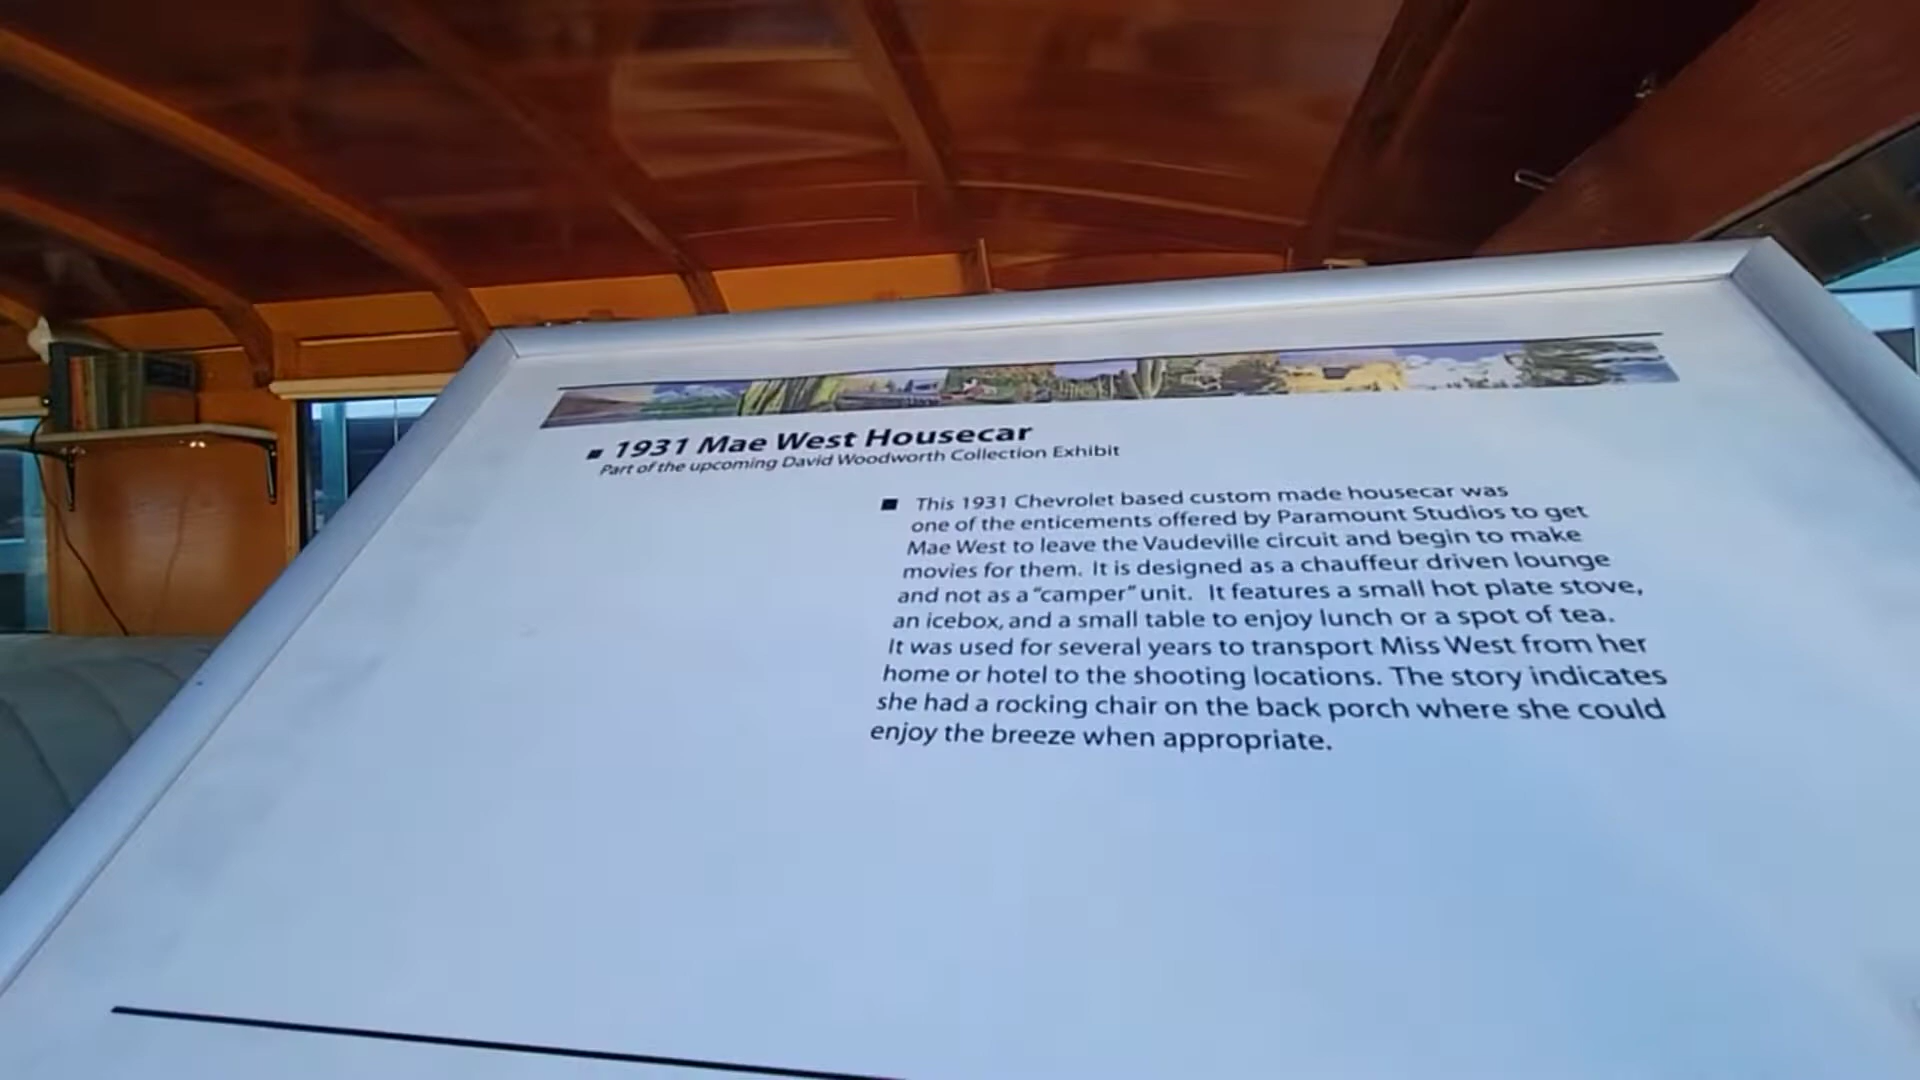 ■ 1931 Mae West Housecar
Part of the upcoming David Woodworth Collection Exhibit
■ This 1931 Chevrolet based custom made housecar was
one of the enticements offered by Paramount Studios to get
Mae West to leave the Vaudeville circuit and begin to make
movies for them. It is designed as a chauffeur driven lounge
and not as a "camper" unit. It features a small hot plate stove,
an icebox, and a small table to enjoy lunch or a spot of tea.
It was used for several years to transport Miss West from her
home or hotel to the shooting locations. The story indicates
she had a rocking chair on the back porch where she could
enjoy the breeze when appropriate.